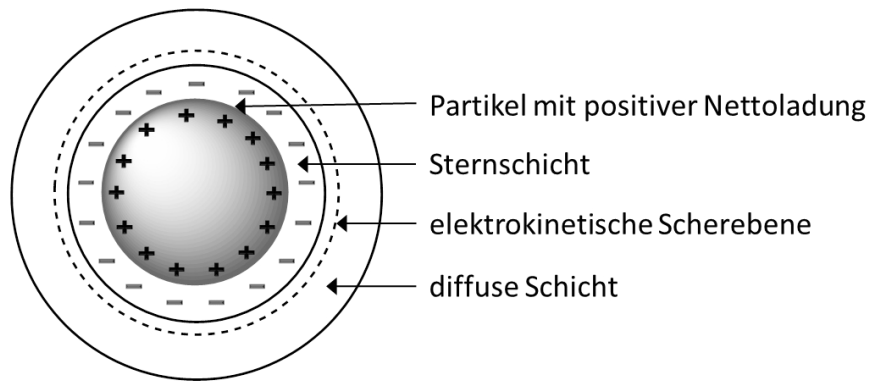 Partikel mit positiver Nettoladung
Sternschicht
elektrokinetische Scherebene
diffuse Schicht